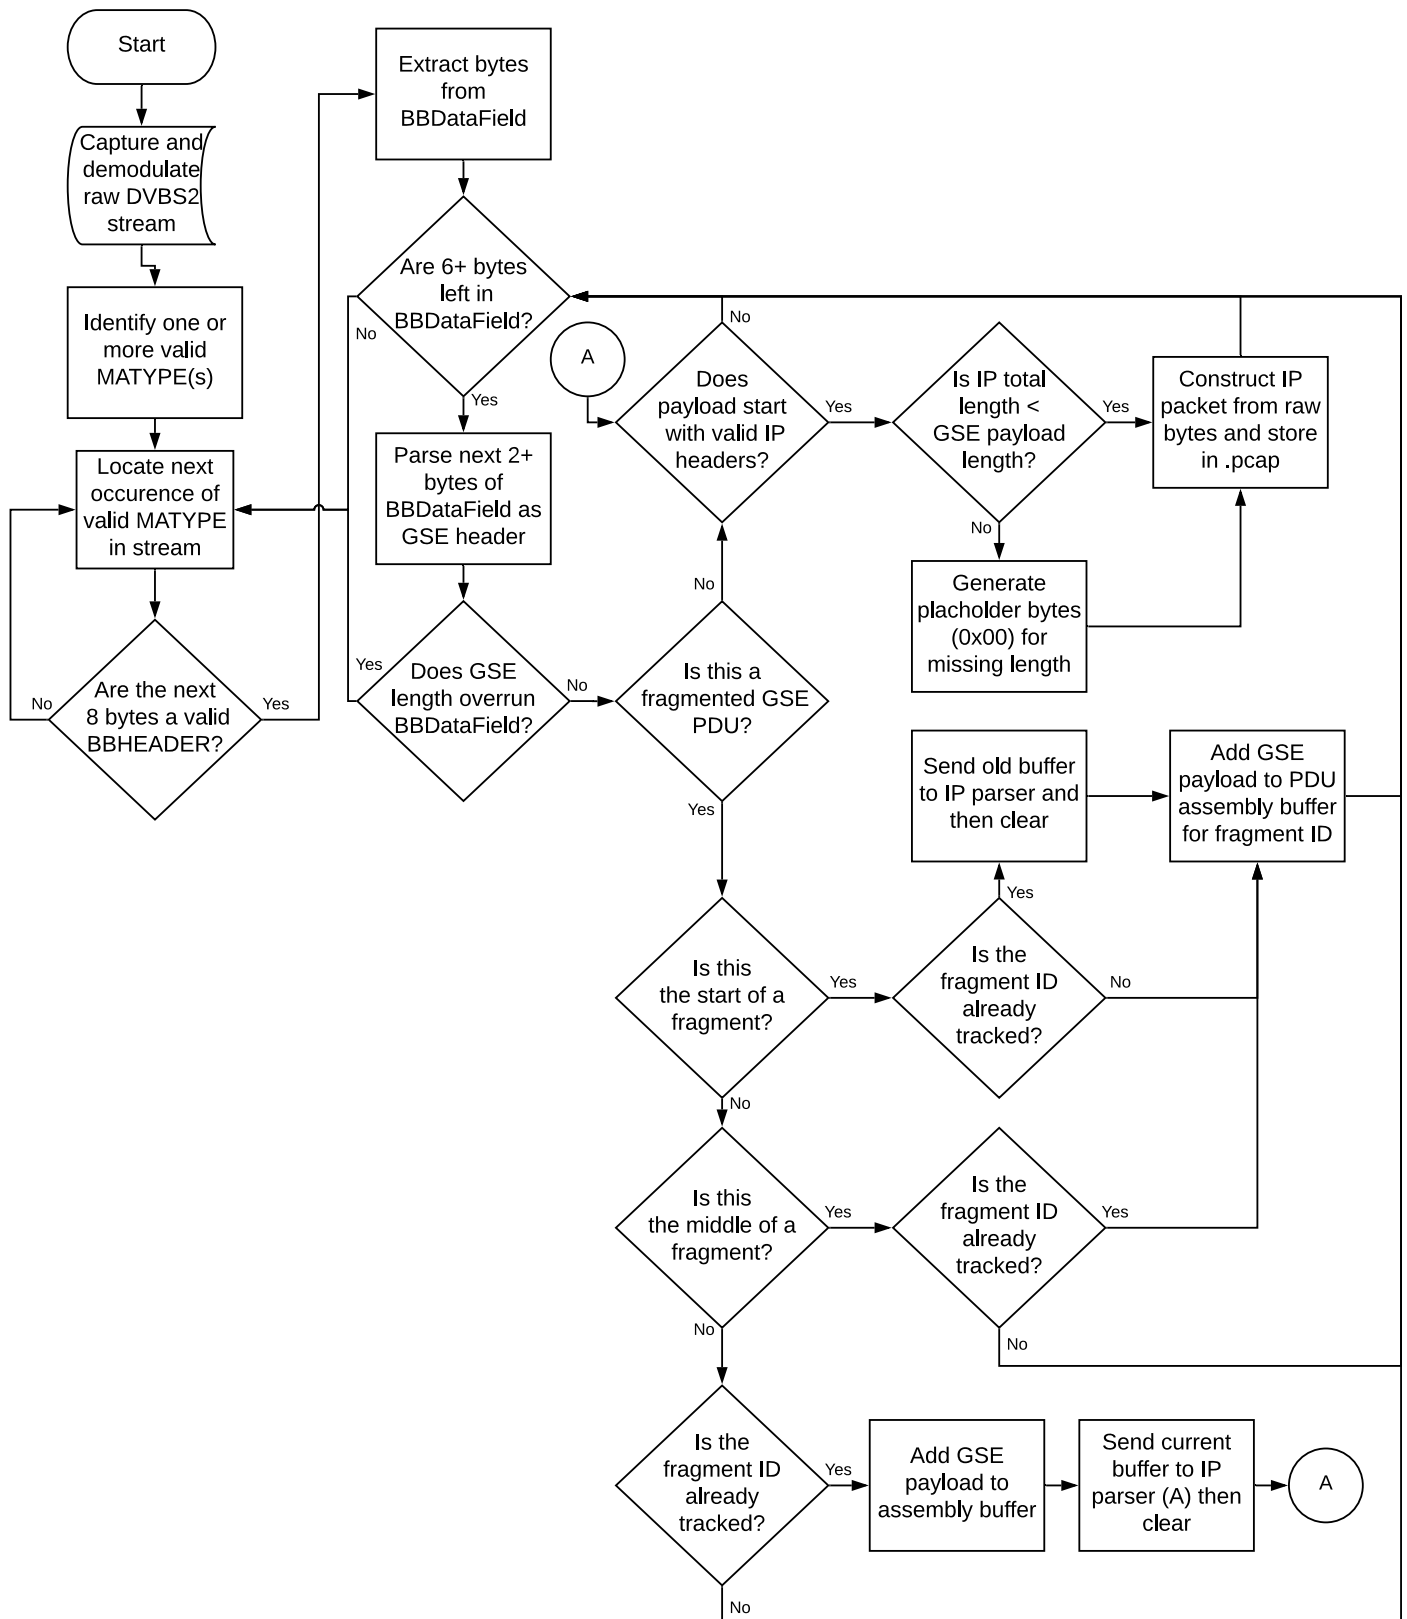 Start
Capture and
demodulate
raw DVBS2
stream
Identify one or
more valid
MATYPE(s)
Locate next
occurence of
valid MATYPE
in stream
Are the next
8 bytes a valid
BBHEADER?
No
Yes
Extract bytes
from
BBDataField
Are 6+ bytes
left in
BBDataField?
No
Yes
Parse next 2+
bytes of
BBDataField as
GSE header
Does GSE
length overrun
BBDataField?
Yes
No
Is this a
fragmented GSE
PDU?
No
Yes
A
Does
payload start
with valid IP
headers?
No
Yes
Is IP total
length <
GSE payload
length?
Yes
No
Construct IP
packet from raw
bytes and store
in .pcap
Generate
placholder bytes
(0x00) for
missing length
Is this
the start of a
fragment?
Yes
No
Is the
fragment ID
already
tracked?
Yes
No
Send old buffer
to IP parser and
then clear
Add GSE
payload to PDU
assembly buffer
for fragment ID
Is this
the middle of a
fragment?
Yes
No
Is the
fragment ID
already
tracked?
Yes
No
Is the
fragment ID
already
tracked?
Yes
No
Add GSE
payload to
assembly buffer
Send current
buffer to IP
parser (A) then
clear
A